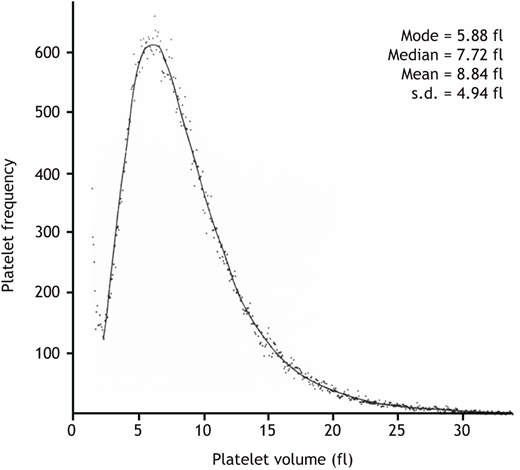 Mode = 5.88 fl
Median = 7.72 fl
Mean = 8.84 fl
s.d. = 4.94 fl
Platelet frequency
600
500
400
300
200
100
0 5 10 15 20 25 30
Platelet volume (fl)